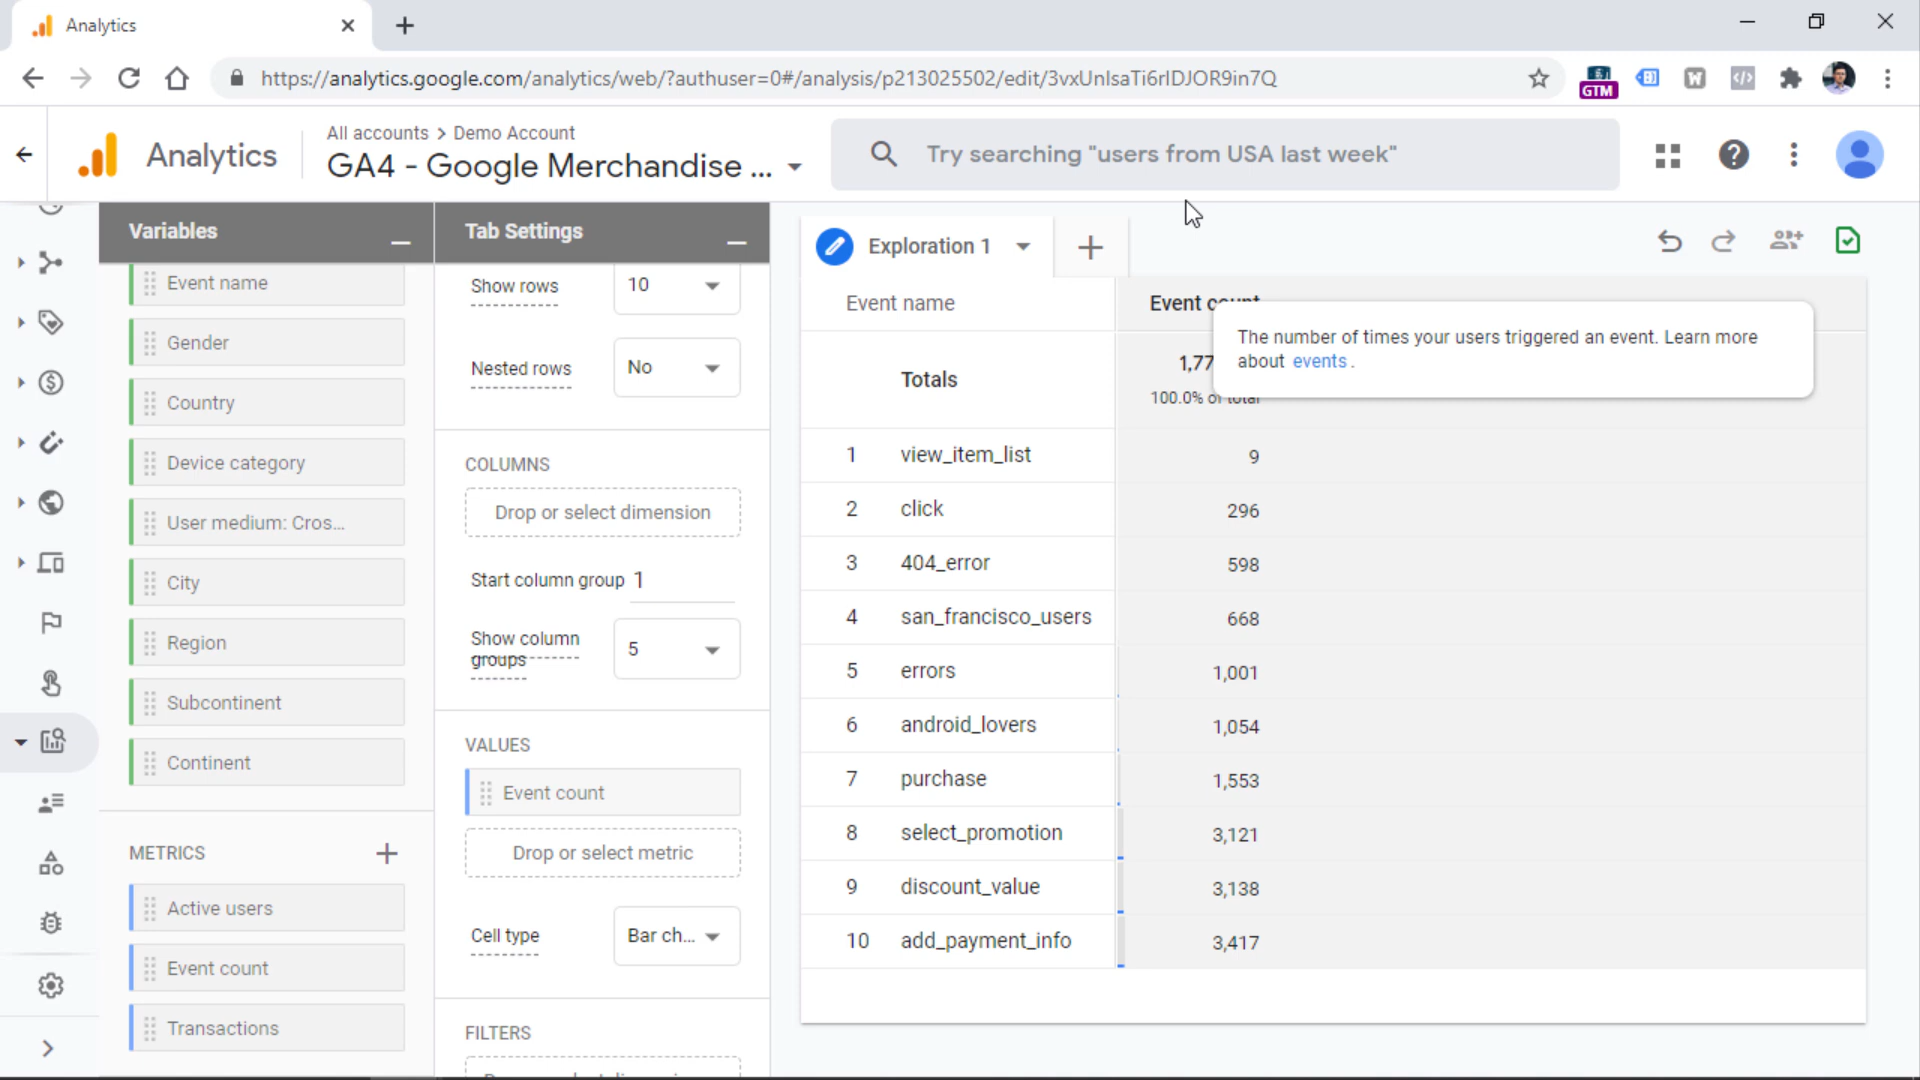 Analytics
https://analytics.google.com/analytics/web/?authuser=0#/analysis/p213025502/edit/3vxUnIsaTi6rIDJOR9in7Q
GTM
Analytics
All accounts > Demo Account
GA4 - Google Merchandise ...
Try searching "users from USA last week"
Variables
Event name
Gender
Country
Device category
User medium: Cros...
City
Region
Subcontinent
Continent
METRICS
Active users
Event count
Transactions
Tab Settings
Show rows
10
Nested rows
No
COLUMNS
Drop or select dimension
Start column group 1
Show column
groups
5
VALUES
Event count
Drop or select metric
Cell type
Bar ch...
FILTERS
Exploration 1
Event name
Event count
The number of times your users triggered an event. Learn more
about events.
Totals
1,77
100.0% of total
1 view_item_list 9
2 click 296
3 404_error 598
4 san_francisco_users 668
5 errors 1,001
6 android_lovers 1,054
7 purchase 1,553
8 select_promotion 3,121
9 discount_value 3,138
10 add_payment_info 3,417